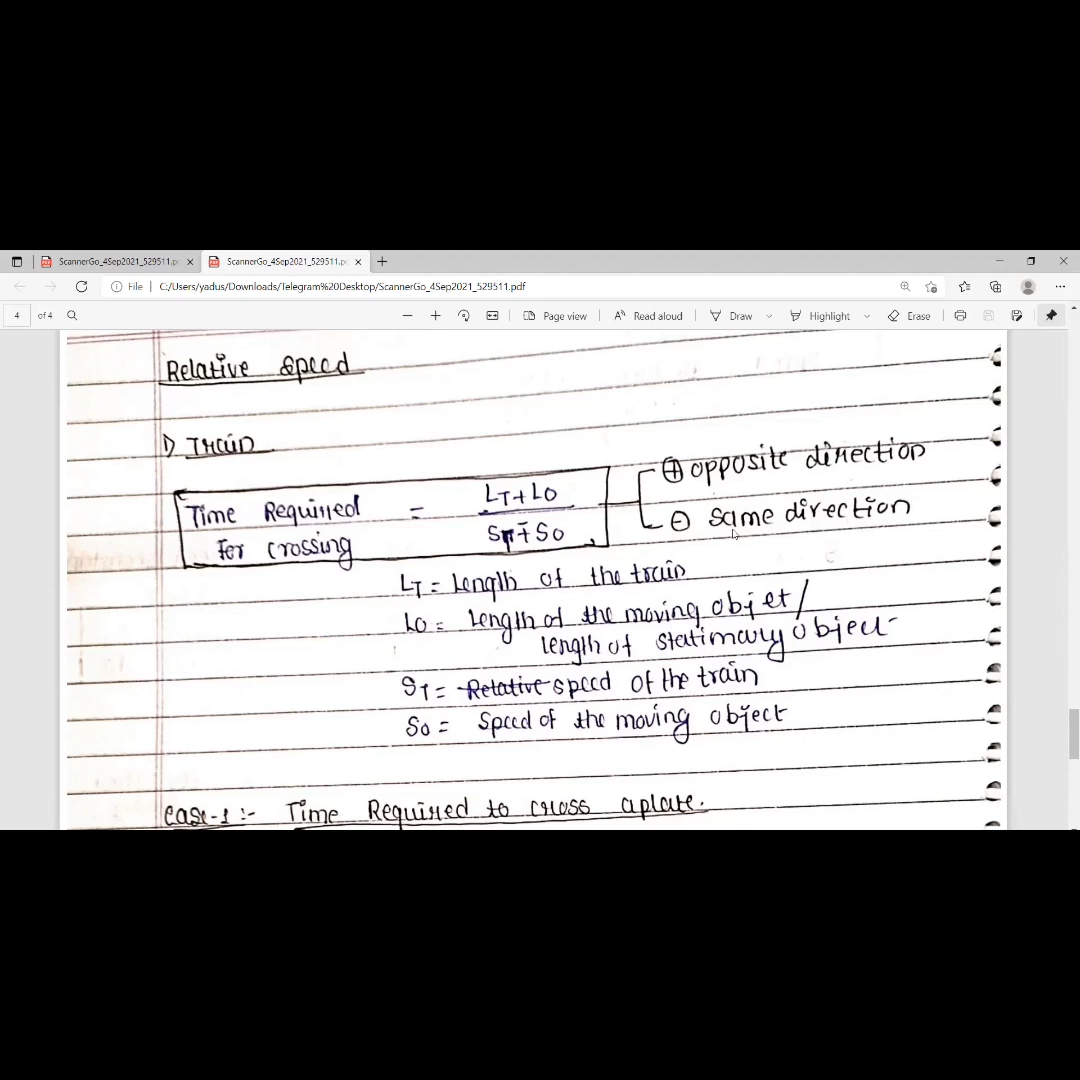 ScannerGo_4Sep2021_529511.p
ScannerGo_4Sep2021_529511.pd
File | C:/Users/yadus/Downloads/Telegram%20Desktop/ScannerGo_4Sep2021_529511.pdf
4 of 4 Page view Read aloud Draw Highlight Erase
Relative speed
1) Train
⊕ opposite direction
Time Required = LT+LO
For crossing ST∓SO
⊖ same direction
LT = Length of the train
LO = Length of the moving objet/
length of stationary object
ST = Relative speed of the train
SO = Speed of the moving object
Case-1:- Time Required to cross a plate.